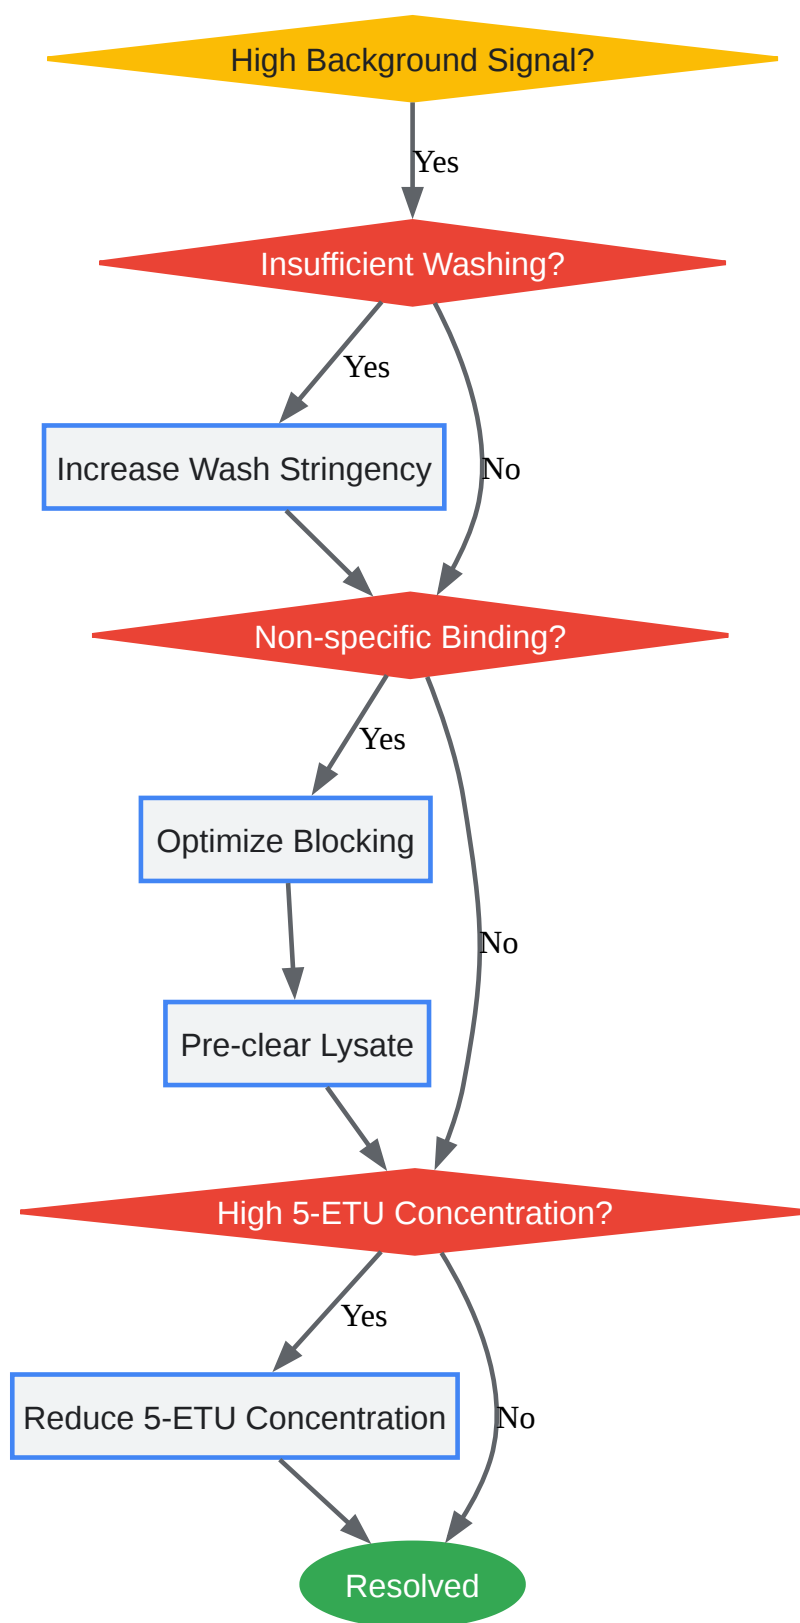 High Background Signal?
Yes
Insufficient Washing?
Yes
Increase Wash Stringency
No
Non-specific Binding?
Yes
Optimize Blocking
No
Pre-clear Lysate
High 5-ETU Concentration?
Yes
Reduce 5-ETU Concentration
No
Resolved